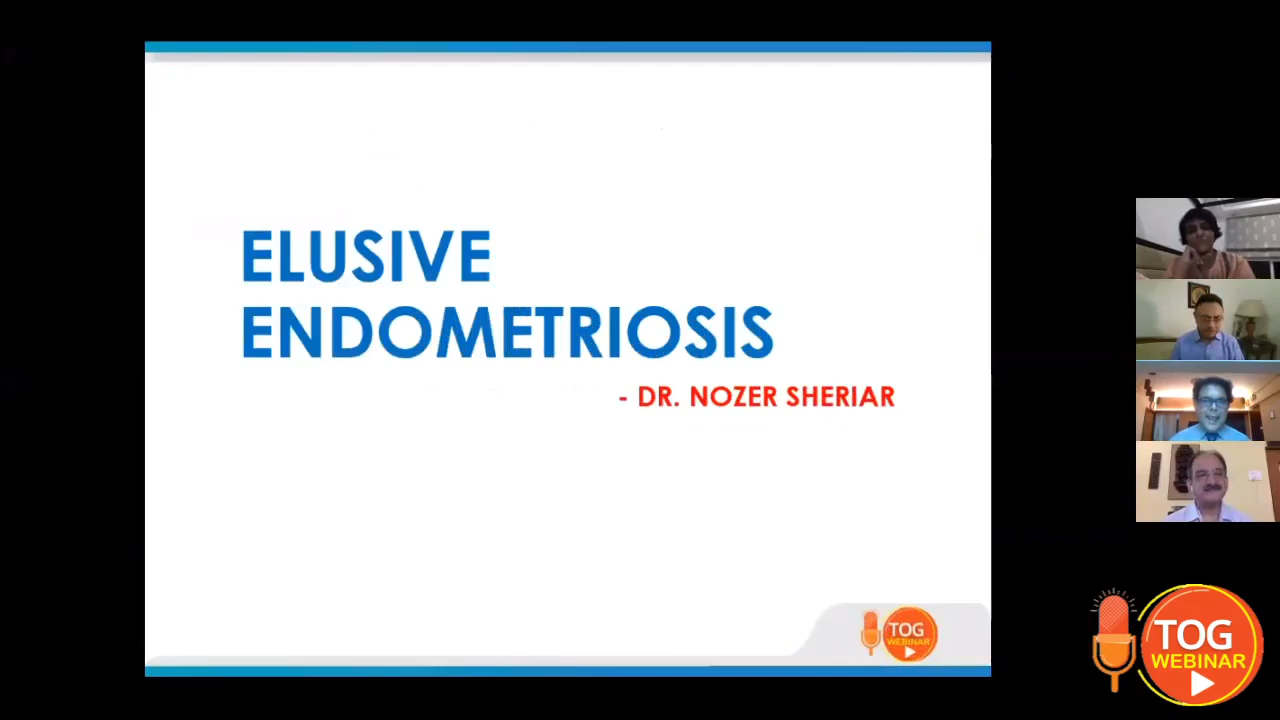 ELUSIVE
ENDOMETRIOSIS
- DR. NOZER SHERIAR
TOG
WEBINAR
TOG
WEBINAR